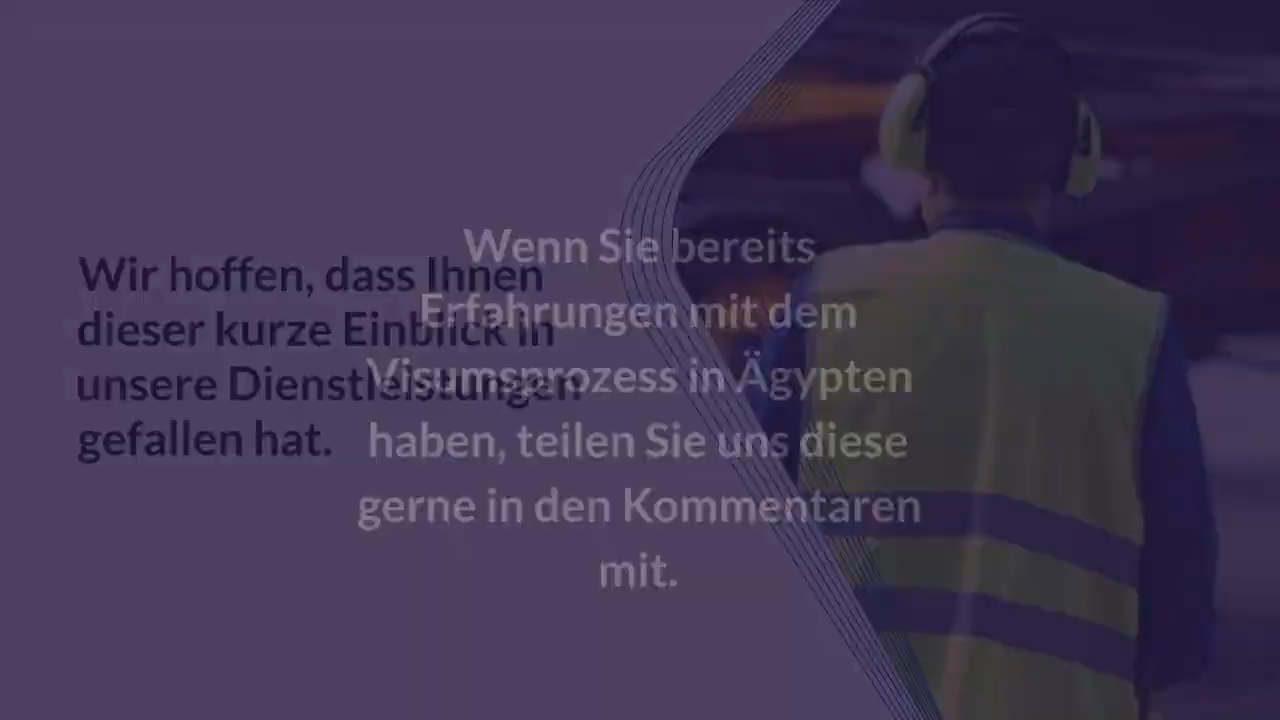 Wir hoffen, dass Ihnen
dieser kurze Einblick in
unsere Dienstleistungen
gefallen hat.
Wenn Sie bereits
Erfahrungen mit dem
Visumsprozess in Ägypten
haben, teilen Sie uns diese
gerne in den Kommentaren
mit.